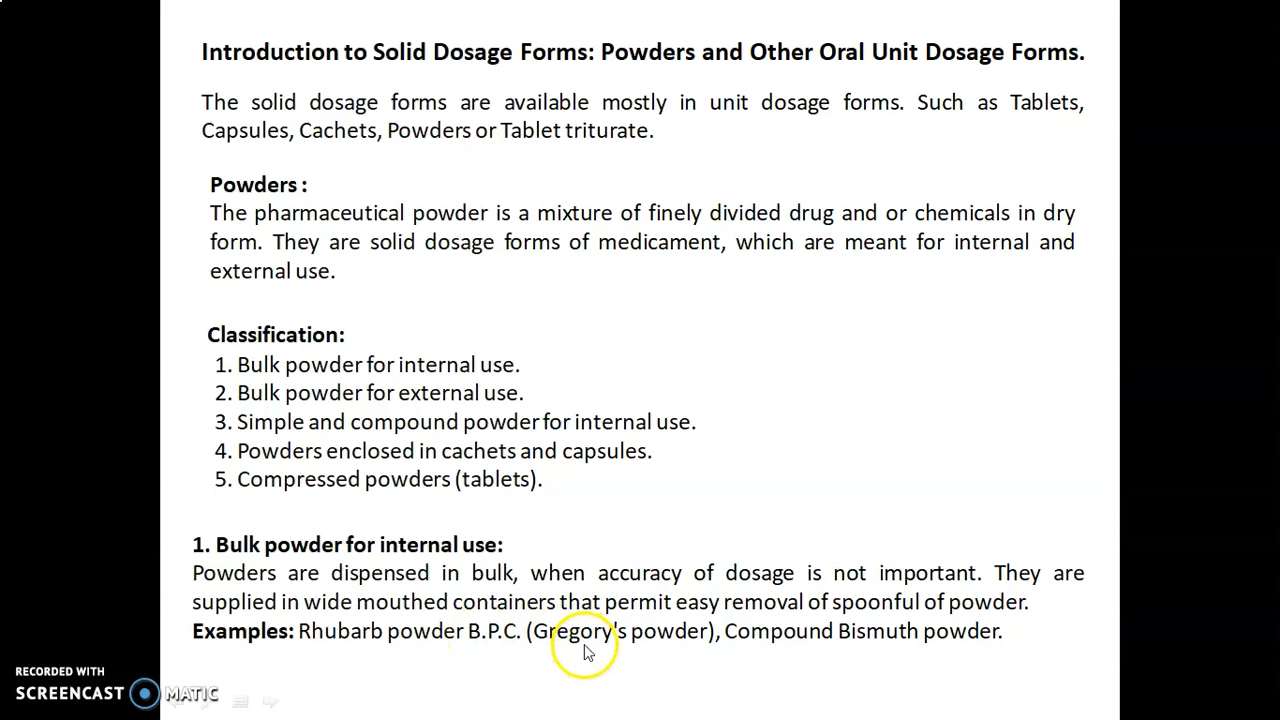 Introduction to Solid Dosage Forms: Powders and Other Oral Unit Dosage Forms.
The solid dosage forms are available mostly in unit dosage forms. Such as Tablets,
Capsules, Cachets, Powders or Tablet triturate.
Powders :
The pharmaceutical powder is a mixture of finely divided drug and or chemicals in dry
form. They are solid dosage forms of medicament, which are meant for internal and
external use.
Classification:
1. Bulk powder for internal use.
2. Bulk powder for external use.
3. Simple and compound powder for internal use.
4. Powders enclosed in cachets and capsules.
5. Compressed powders (tablets).
1. Bulk powder for internal use:
Powders are dispensed in bulk, when accuracy of dosage is not important. They are
supplied in wide mouthed containers that permit easy removal of spoonful of powder.
Examples: Rhubarb powder B.P.C. (Gregory's powder), Compound Bismuth powder.
RECORDED WITH
SCREENCAST MATIC